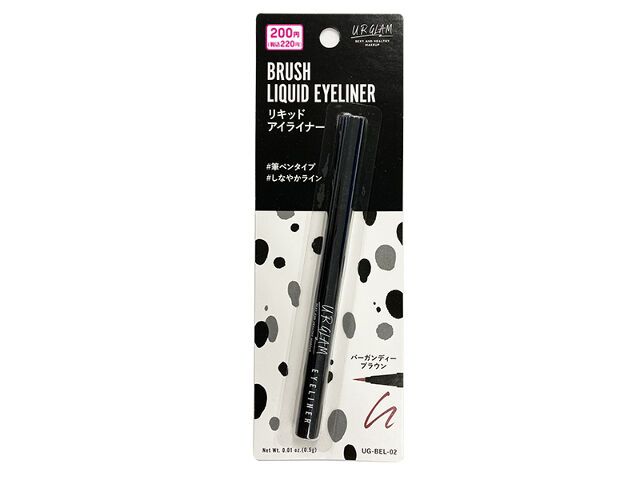 200円
(税込220円)
URGLAM
SEXY AND HEALTHY
MAKEUP
BRUSH
LIQUID EYELINER
リキッド
アイライナー
#筆ペンタイプ
#しなやかライン
URGLAM
EYELINER
バーガンディー
ブラウン
Net Wt. 0.01 oz.(0.5g)
UG-BEL-02